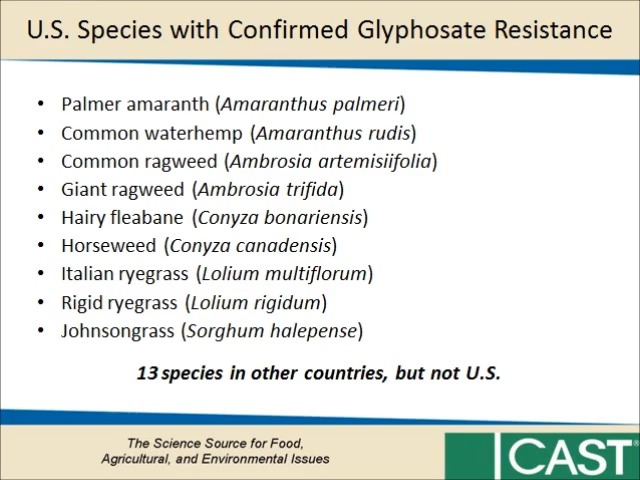 U.S. Species with Confirmed Glyphosate Resistance
• Palmer amaranth (Amaranthus palmeri)
• Common waterhemp (Amaranthus rudis)
• Common ragweed (Ambrosia artemisiifolia)
• Giant ragweed (Ambrosia trifida)
• Hairy fleabane (Conyza bonariensis)
• Horseweed (Conyza canadensis)
• Italian ryegrass (Lolium multiflorum)
• Rigid ryegrass (Lolium rigidum)
• Johnsongrass (Sorghum halepense)
13 species in other countries, but not U.S.
The Science Source for Food,
Agricultural, and Environmental Issues
CAST®